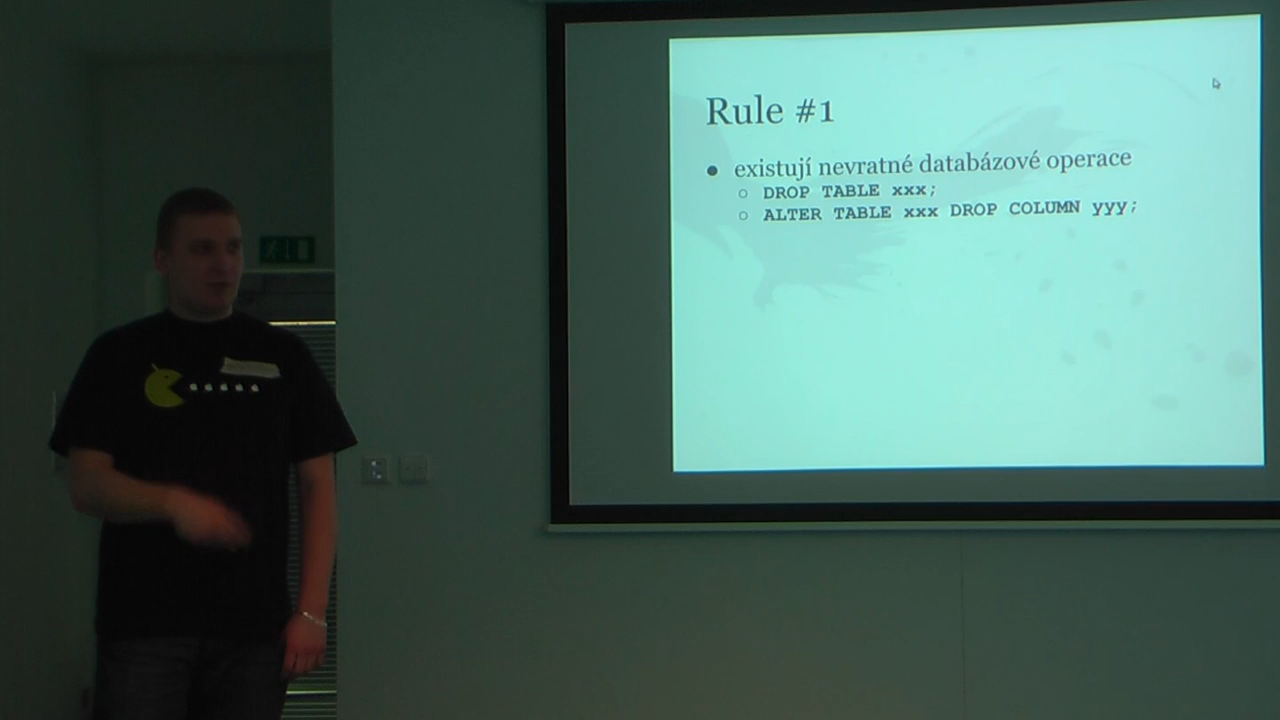 Rule #1
● existují nevratné databázové operace
○ DROP TABLE xxx;
○ ALTER TABLE xxx DROP COLUMN yyy;